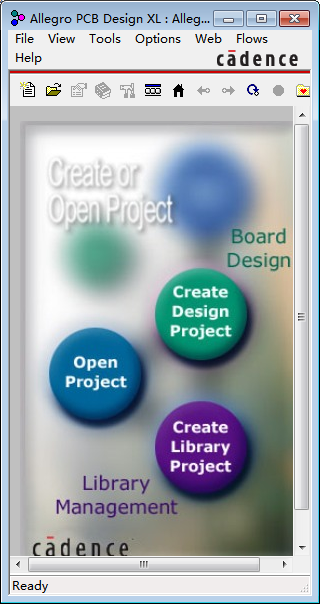 Allegro PCB Design XL : Alleg...
File View Tools Options Web Flows
Help
cādence
Create or
Open Project
Board
Design
Create
Design
Project
Open
Project
Create
Library
Project
Library
Management
cādence
Ready